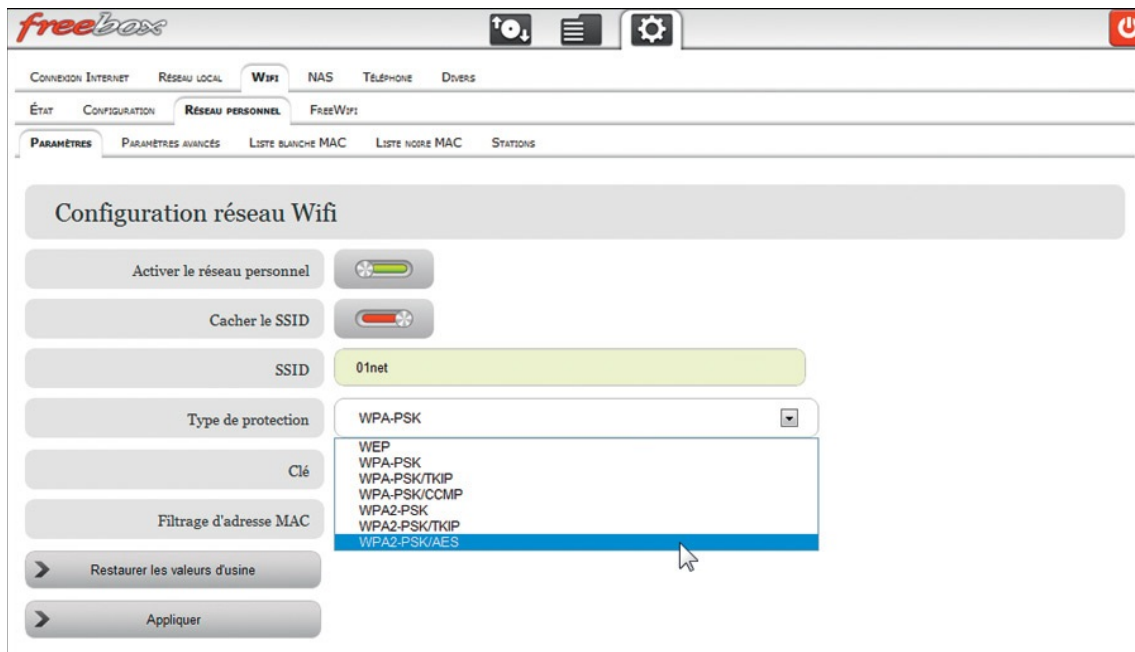 freebox
Connexion Internet Réseau local Wifi NAS Téléphone Divers
État Configuration Réseau personnel FreeWifi
Paramètres Paramètres avancés Liste blanche MAC Liste noire MAC Stations
Configuration réseau Wifi
Activer le réseau personnel
Cacher le SSID
SSID 01net
Type de protection WPA-PSK
WEP
WPA-PSK
WPA-PSK/TKIP
WPA-PSK/CCMP
WPA2-PSK
WPA2-PSK/TKIP
WPA2-PSK/AES
Clé
Filtrage d'adresse MAC
Restaurer les valeurs d'usine
Appliquer